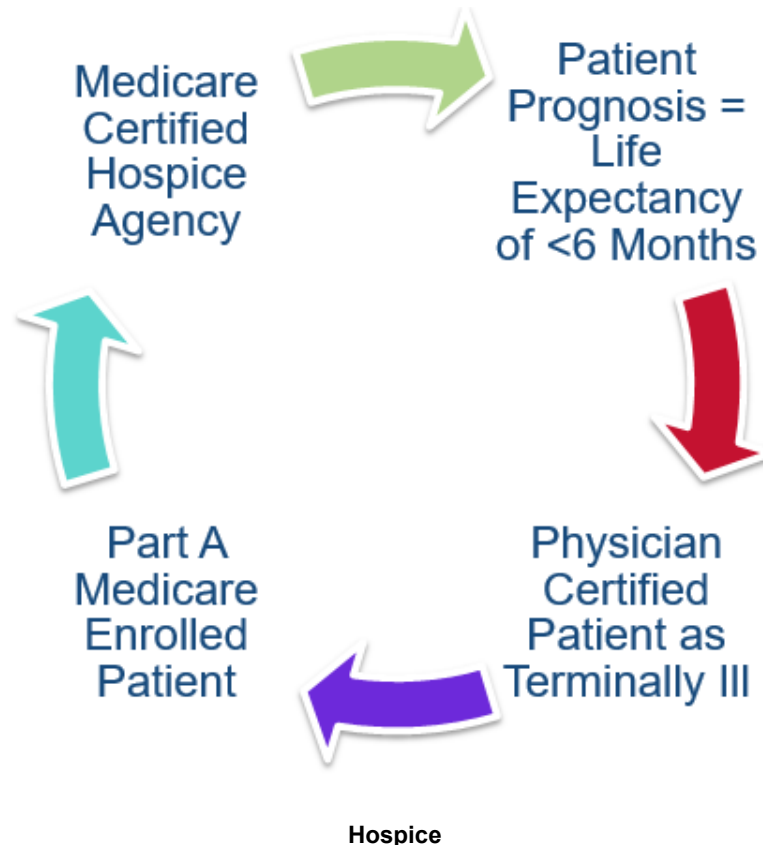 Medicare
Certified
Hospice
Agency
Patient
Prognosis =
Life
Expectancy
of <6 Months
Part A
Medicare
Enrolled
Patient
Physician
Certified
Patient as
Terminally Ill
Hospice